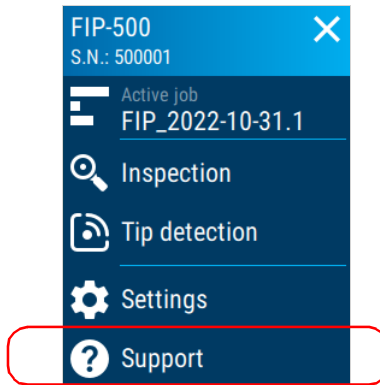 FIP-500
S.N.: 500001
Active job
FIP_2022-10-31.1
Inspection
Tip detection
Settings
Support